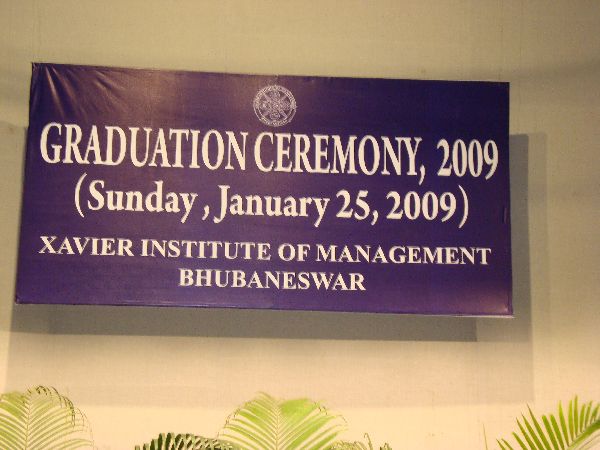 GRADUATION CEREMONY, 2009
(Sunday, January 25, 2009)
XAVIER INSTITUTE OF MANAGEMENT
BHUBANESWAR